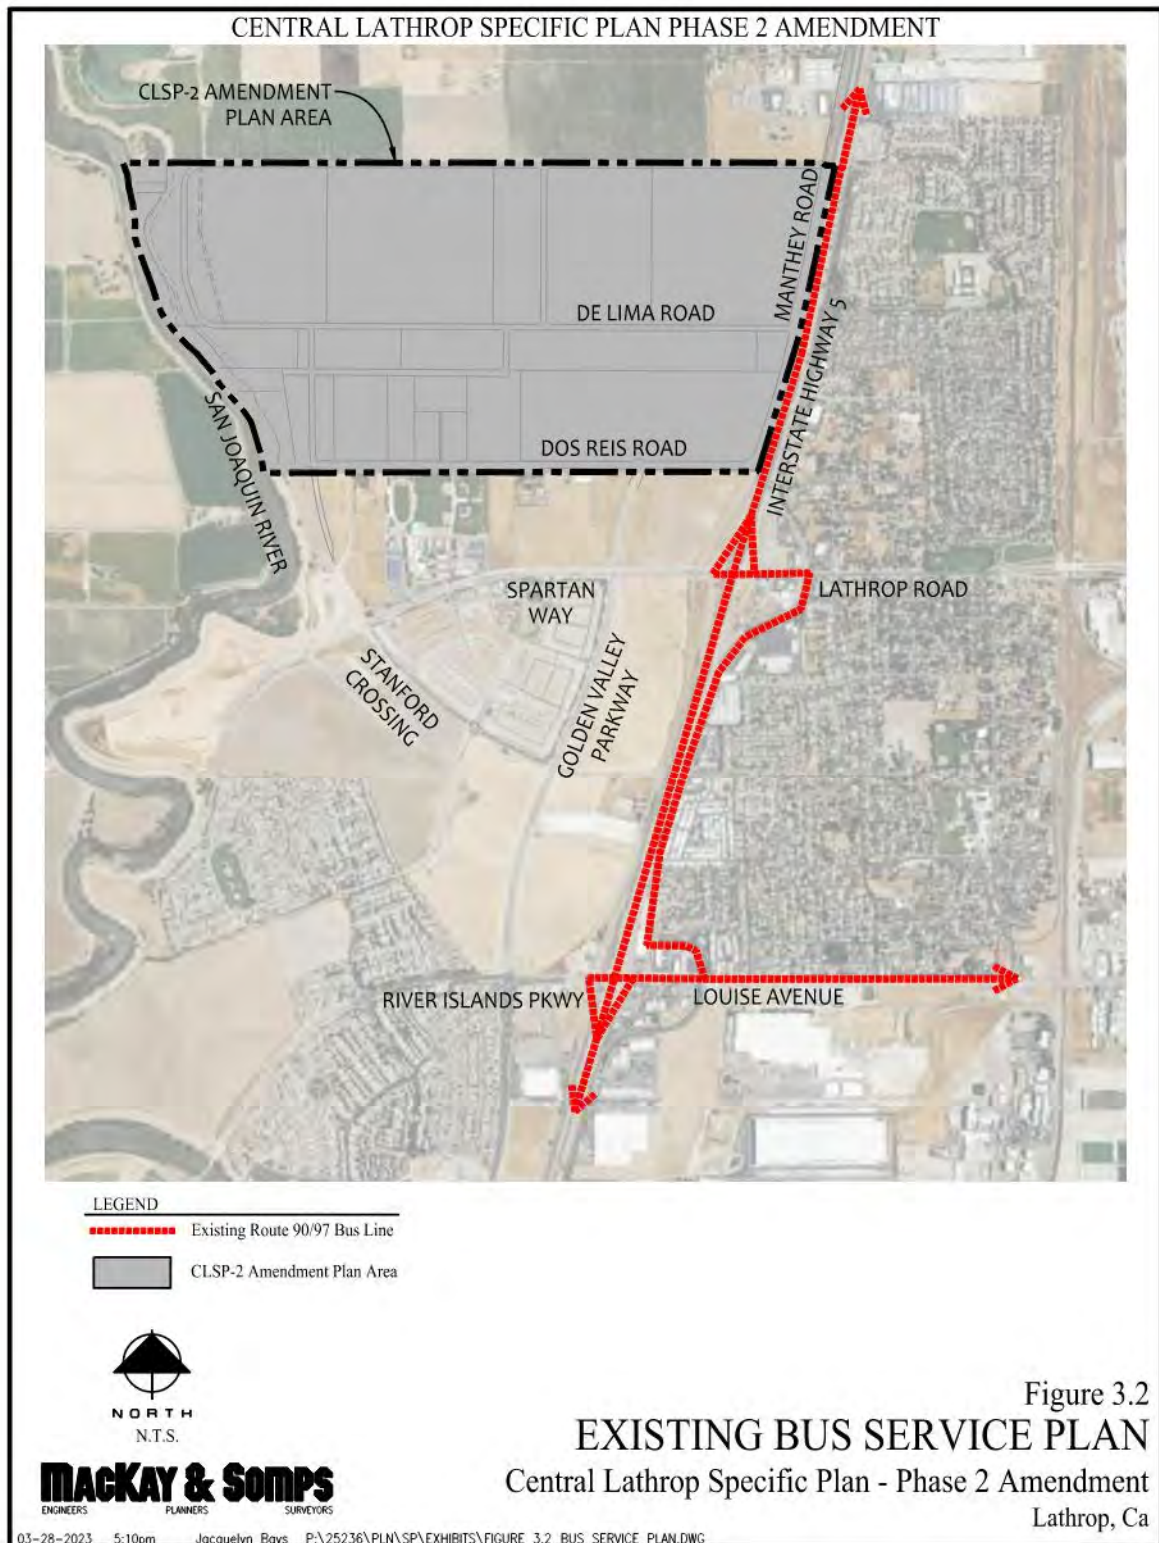 CENTRAL LATHROP SPECIFIC PLAN PHASE 2 AMENDMENT
CLSP-2 AMENDMENT
PLAN AREA
MANTHEY ROAD
DE LIMA ROAD
INTERSTATE HIGHWAY 5
SAN JOAQUIN RIVER
DOS REIS ROAD
SPARTAN
WAY
LATHROP ROAD
STANFORD
CROSSING
GOLDEN VALLEY
PARKWAY
RIVER ISLANDS PKWY
LOUISE AVENUE
LEGEND
Existing Route 90/97 Bus Line
CLSP-2 Amendment Plan Area
NORTH
N.T.S.
Figure 3.2
EXISTING BUS SERVICE PLAN
Central Lathrop Specific Plan - Phase 2 Amendment
Lathrop, Ca
MACKAY & SOMPS
ENGINEERS PLANNERS SURVEYORS
03-28-2023 5:10pm Jacquelyn Bays P:\25236\PLN\SP\EXHIBITS\FIGURE 3.2 BUS SERVICE PLAN.DWG